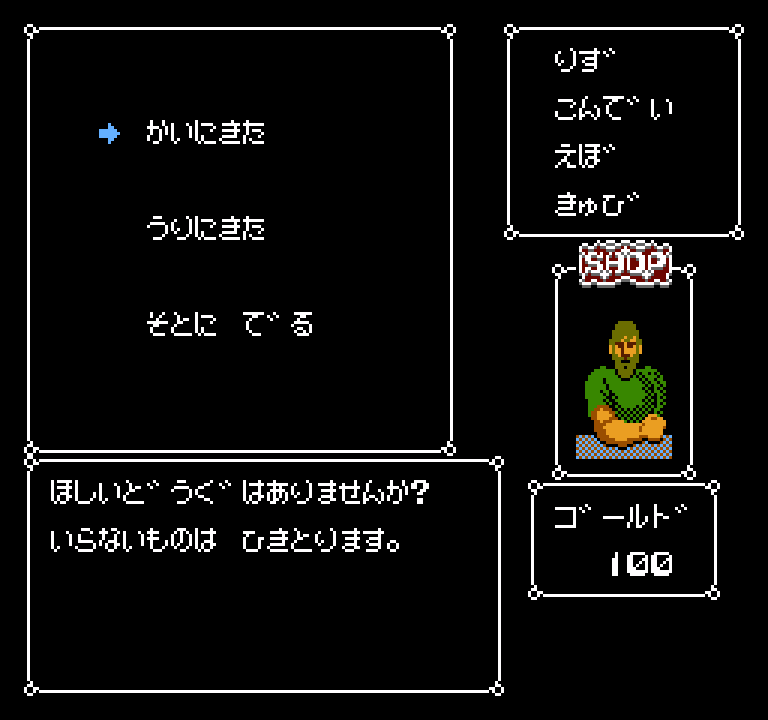 かいにきた
うりにきた
そとに でる
りず
こんでい
えぼ
きゅび
SHOP
ほしいどうぐはありませんか?
いらないものは ひきとります。
ゴールド
100